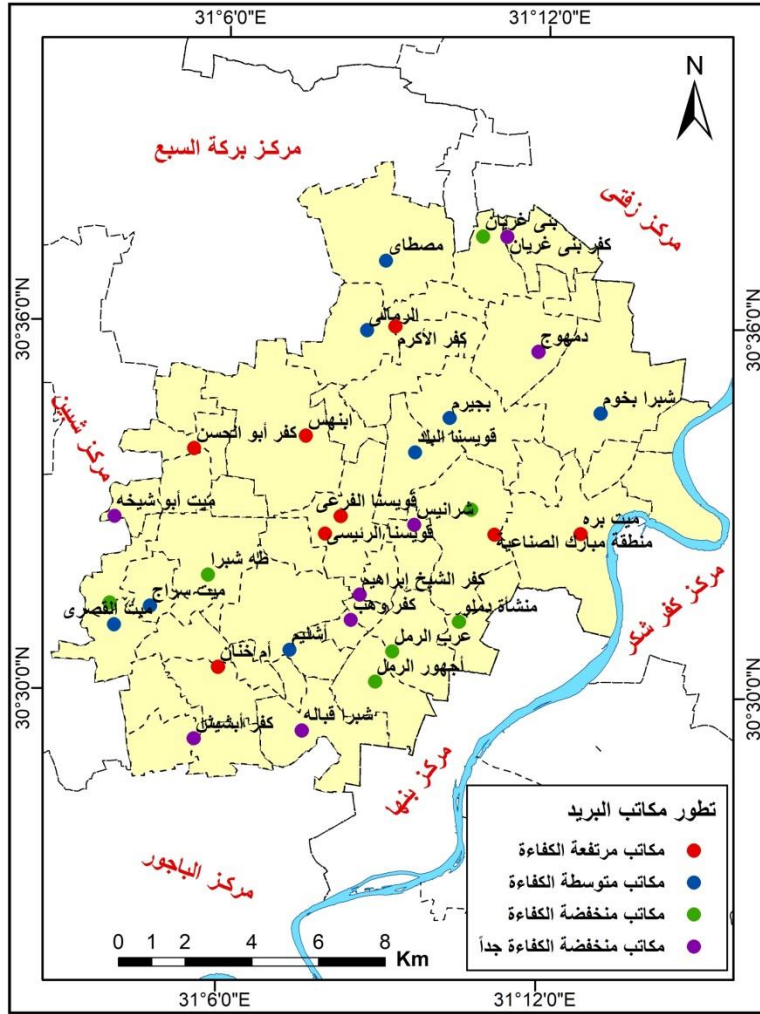 31°6'0"E
31°12'0"E
N
مركز بركة السبع
مركز زفتى
بنى غريان
كفر بنى غريان
مصطاى
30°36'0"N
30°36'0"N
الرمالى
كفر الأكرم
دمهوج
شبرا بخوم
بجيرم
مركز شبين
ابنهس
كفر أبو الحسن
قويسنا البلد
ميت أبو شيخه
قويسنا الفرعى
شرانيس
ميت بره
قويسنا الرئيسى
منطقة مبارك الصناعية
طه شبرا
كفر الشيخ إبراهيم
مركز كفر شكر
ميت سراج
كفر وهب
منشأة دملو
ميت القصرى
عرب الرمل
أشليم
أم خنان
أجهور الرمل
30°30'0"N
30°30'0"N
شبرا قباله
كفر أبشيش
مركز بنها
مركز الباجور
تطور مكاتب البريد
مكاتب مرتفعة الكفاءة
مكاتب متوسطة الكفاءة
مكاتب منخفضة الكفاءة
مكاتب منخفضة الكفاءة جداً
0 1 2 4 6 8
Km
31°6'0"E
31°12'0"E